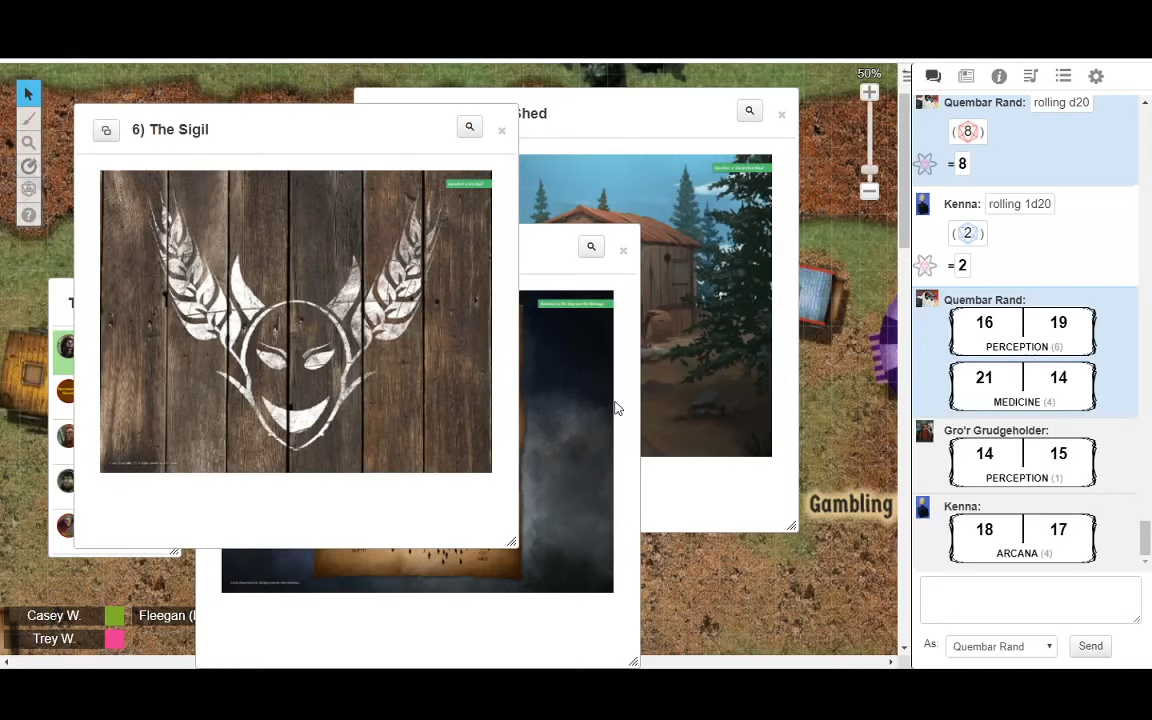 50%
6) The Sigil
Shed
Gambling
Casey W.
Fleegan (
Trey W.
Quembar Rand: rolling d20
( 8 )
= 8
Kenna: rolling 1d20
( 2 )
= 2
Quembar Rand:
16 19
PERCEPTION (6)
21 14
MEDICINE (4)
Gro'r Grudgeholder:
14 15
PERCEPTION (1)
Kenna:
18 17
ARCANA (4)
As: Quembar Rand
Send